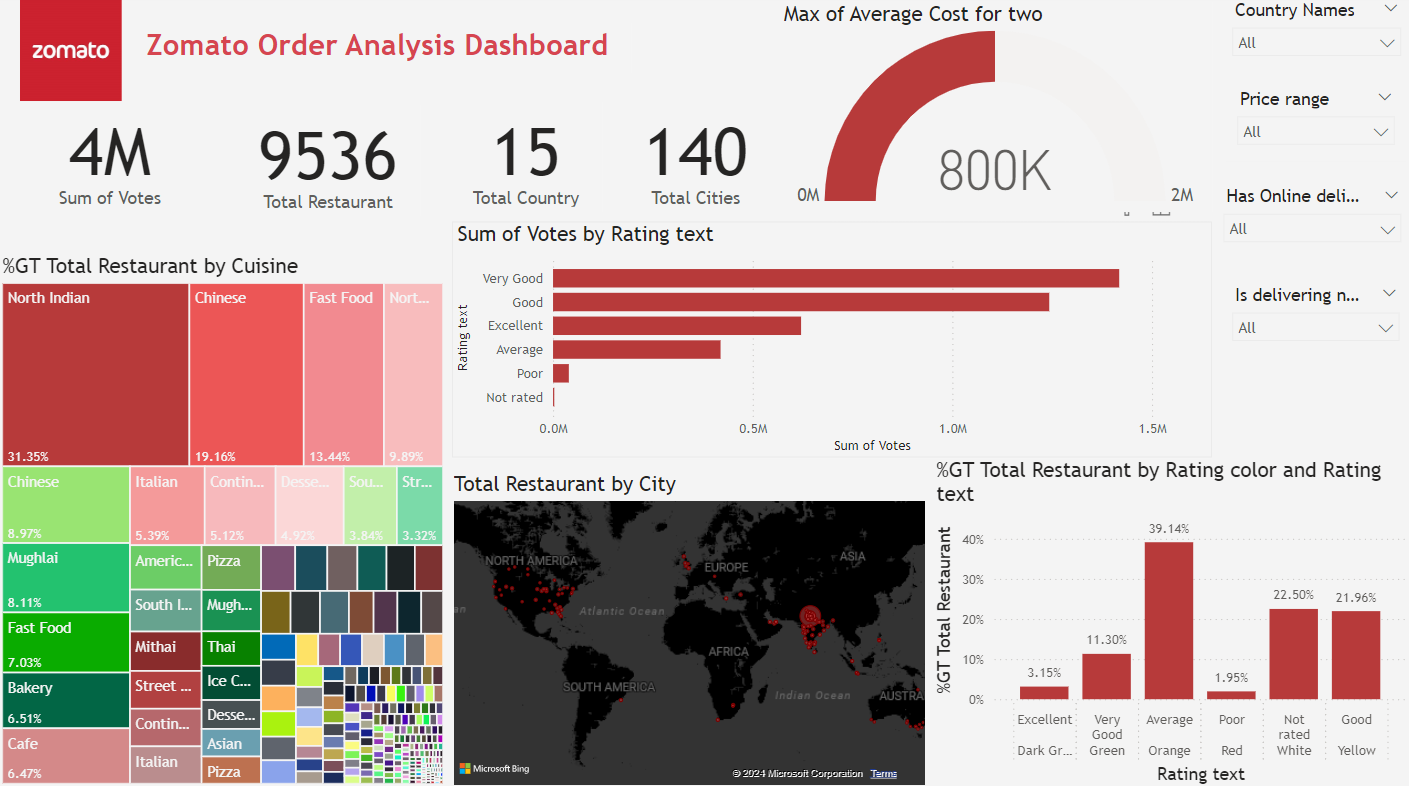 zomato
Zomato Order Analysis Dashboard
4M
Sum of Votes
9536
Total Restaurant
15
Total Country
140
Total Cities
Max of Average Cost for two
800K
0M
2M
Country Names
All
Price range
All
Has Online deli...
All
Is delivering n...
All
%GT Total Restaurant by Cuisine
North Indian
31.35%
Chinese
19.16%
Fast Food
13.44%
Nort...
9.89%
Chinese
8.97%
Italian
5.39%
Contin...
5.12%
Desse...
4.92%
Sou...
3.84%
Str...
3.32%
Mughlai
8.11%
Fast Food
7.03%
Bakery
6.51%
Cafe
6.47%
Americ...
South I...
Mithai
Street ...
Contin...
Italian
Pizza
Mugh...
Thai
Ice C...
Desse...
Asian
Pizza
Sum of Votes by Rating text
Rating text
Very Good
Good
Excellent
Average
Poor
Not rated
0.0M
0.5M
1.0M
1.5M
Sum of Votes
Total Restaurant by City
NORTH AMERICA
EUROPE
ASIA
Atlantic Ocean
an
AFRICA
SOUTH AMERICA
Indian Ocean
AUSTRA
Microsoft Bing
© 2024 Microsoft Corporation Terms
%GT Total Restaurant by Rating color and Rating
text
%GT Total Restaurant
40%
30%
20%
10%
0%
3.15%
11.30%
39.14%
1.95%
22.50%
21.96%
Excellent
Very
Good
Average
Poor
Not
rated
Good
Dark Gr...
Green
Orange
Red
White
Yellow
Rating text